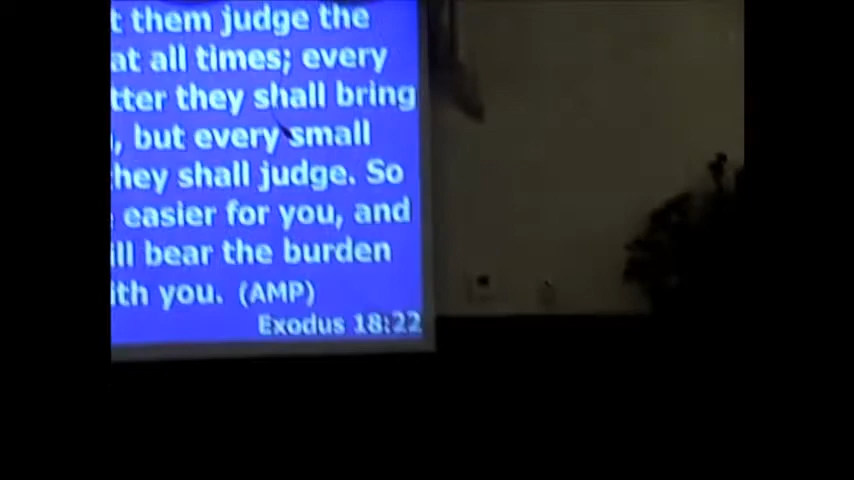 t them judge the
at all times; every
tter they shall bring
, but every small
hey shall judge. So
easier for you, and
ill bear the burden
ith you. (AMP)
Exodus 18:22